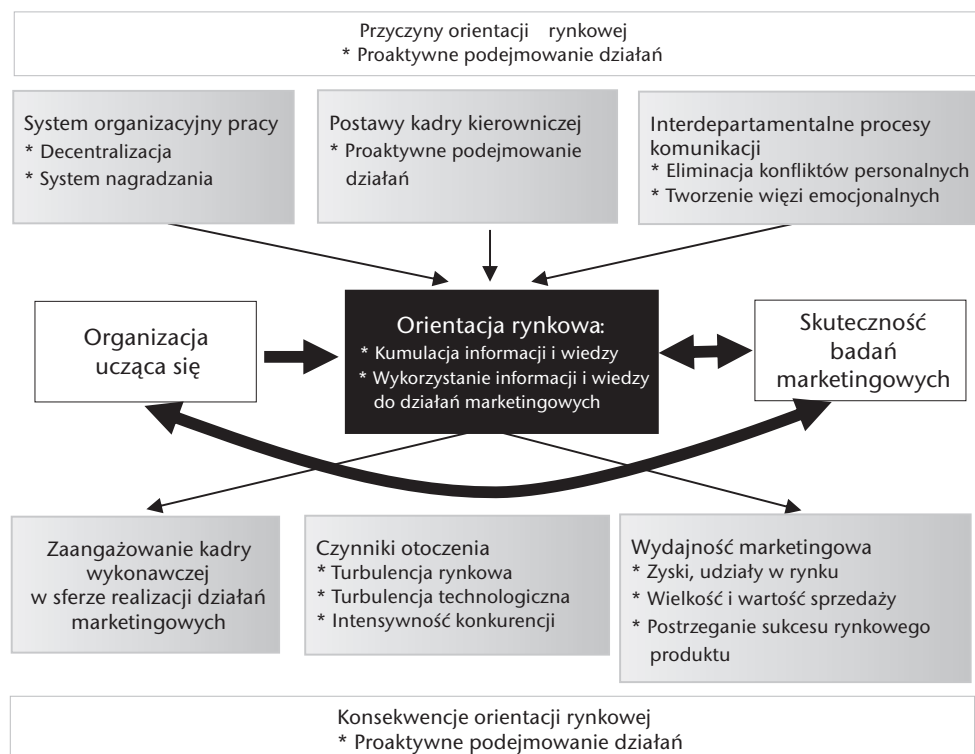 Przyczyny orientacji rynkowej
* Proaktywne podejmowanie działań
System organizacyjny pracy
* Decentralizacja
* System nagradzania
Postawy kadry kierowniczej
* Proaktywne podejmowanie
działań
Interdepartamentalne procesy
komunikacji
* Eliminacja konfliktów personalnych
* Tworzenie więzi emocjonalnych
Organizacja
ucząca się
Orientacja rynkowa:
* Kumulacja informacji i wiedzy
* Wykorzystanie informacji i wiedzy
do działań marketingowych
Skuteczność
badań
marketingowych
Zaangażowanie kadry
wykonawczej
w sferze realizacji działań
marketingowych
Czynniki otoczenia
* Turbulencja rynkowa
* Turbulencja technologiczna
* Intensywność konkurencji
Wydajność marketingowa
* Zyski, udziały w rynku
* Wielkość i wartość sprzedaży
* Postrzeganie sukcesu rynkowego
produktu
Konsekwencje orientacji rynkowej
* Proaktywne podejmowanie działań